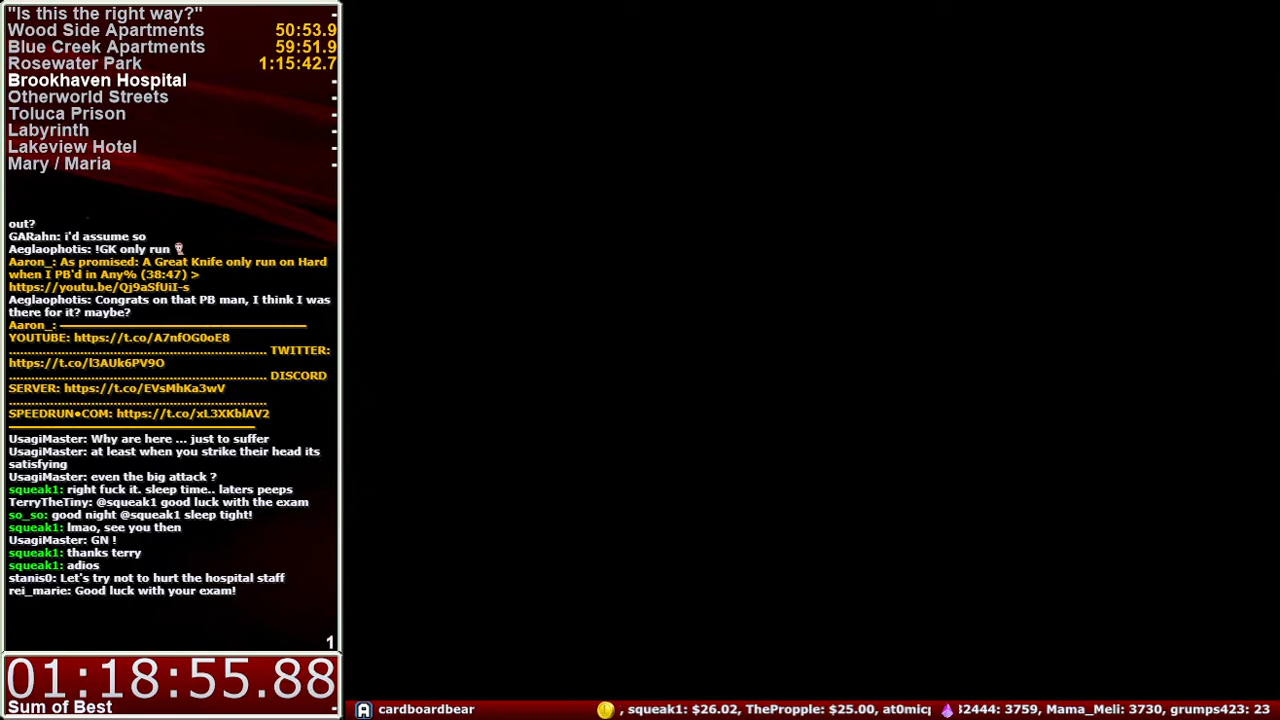 "Is this the right way?" -
Wood Side Apartments 50:53.9
Blue Creek Apartments 59:51.9
Rosewater Park 1:15:42.7
Brookhaven Hospital -
Otherworld Streets -
Toluca Prison -
Labyrinth -
Lakeview Hotel -
Mary / Maria -
out?
GARahn: i'd assume so
Aeglaophotis: !GK only run
Aaron_: As promised: A Great Knife only run on Hard
when I PB'd in Any% (38:47) >
https://youtu.be/Qj9aSfUiI-s
Aeglaophotis: Congrats on that PB man, I think I was
there for it? maybe?
Aaron_:
YOUTUBE: https://t.co/A7nfOG0oE8
TWITTER:
https://t.co/l3AUk6PV9O
DISCORD
SERVER: https://t.co/EVsMhKa3wV
SPEEDRUN●COM: https://t.co/xL3XKblAV2
UsagiMaster: Why are here ... just to suffer
UsagiMaster: at least when you strike their head its
satisfying
UsagiMaster: even the big attack ?
squeak1: right fuck it. sleep time.. laters peeps
TerryTheTiny: @squeak1 good luck with the exam
so_so: good night @squeak1 sleep tight!
squeak1: lmao, see you then
UsagiMaster: GN !
squeak1: thanks terry
squeak1: adios
stanis0: Let's try not to hurt the hospital staff
rei_marie: Good luck with your exam!
1
01:18:55.88
Sum of Best -
cardboardbear , squeak1: $26.02, ThePropple: $25.00, at0micp 32444: 3759, Mama_Meli: 3730, grumps423: 23